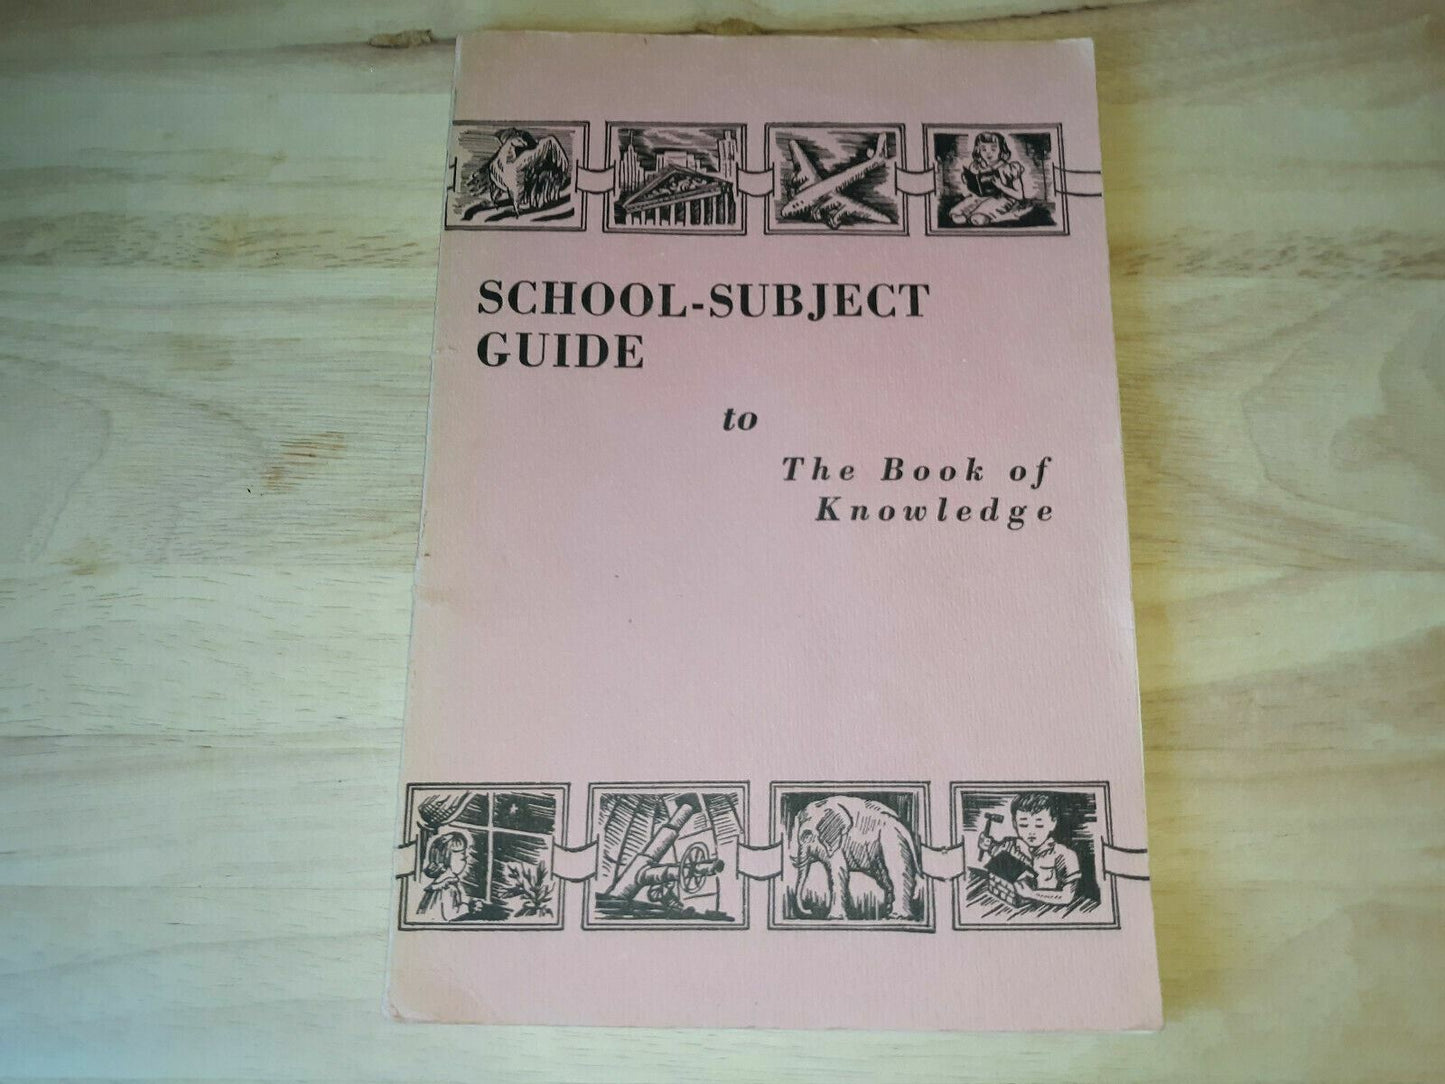 SCHOOL-SUBJECT
GUIDE
to
The Book of
Knowledge